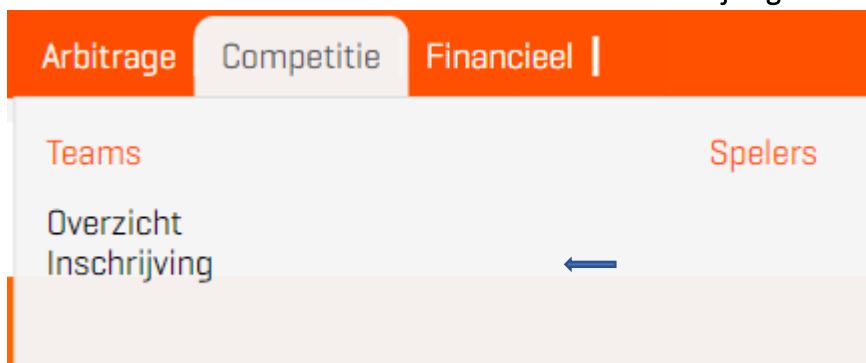 Arbitrage Competitie Financieel
Teams Spelers
Overzicht
Inschrijving